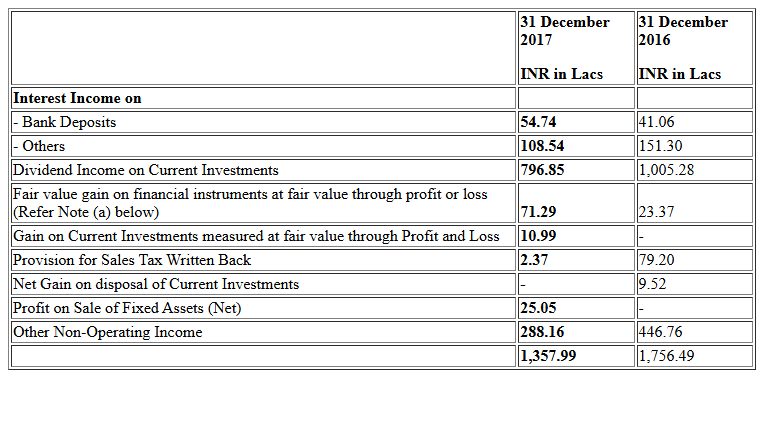 31 December 2017 31 December 2016
INR in Lacs INR in Lacs
Interest Income on
- Bank Deposits 54.74 41.06
- Others 108.54 151.30
Dividend Income on Current Investments 796.85 1,005.28
Fair value gain on financial instruments at fair value through profit or loss
(Refer Note (a) below) 71.29 23.37
Gain on Current Investments measured at fair value through Profit and Loss 10.99 -
Provision for Sales Tax Written Back 2.37 79.20
Net Gain on disposal of Current Investments - 9.52
Profit on Sale of Fixed Assets (Net) 25.05 -
Other Non-Operating Income 288.16 446.76
1,357.99 1,756.49